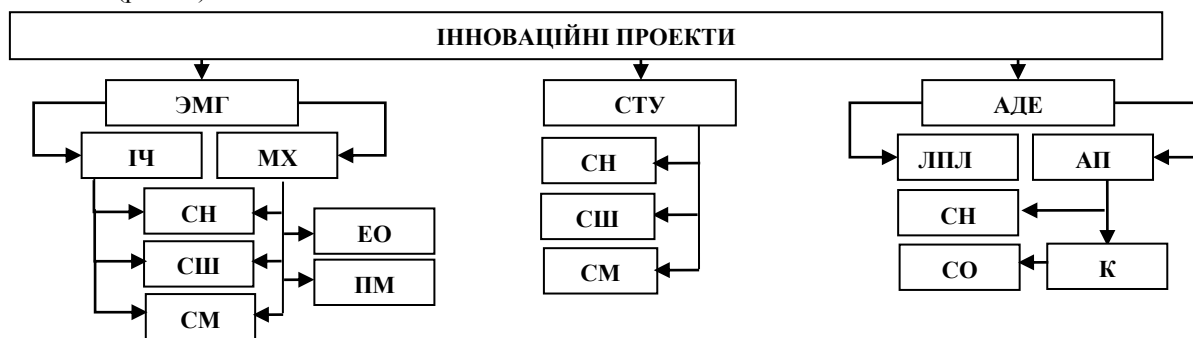 ІННОВАЦІЙНІ ПРОЕКТИ
ЭМГ
СТУ
АДЕ
ІЧ
МХ
ЛПЛ
АП
СН
СН
СН
ЕО
СШ
СШ
СО
К
ПМ
СМ
СМ